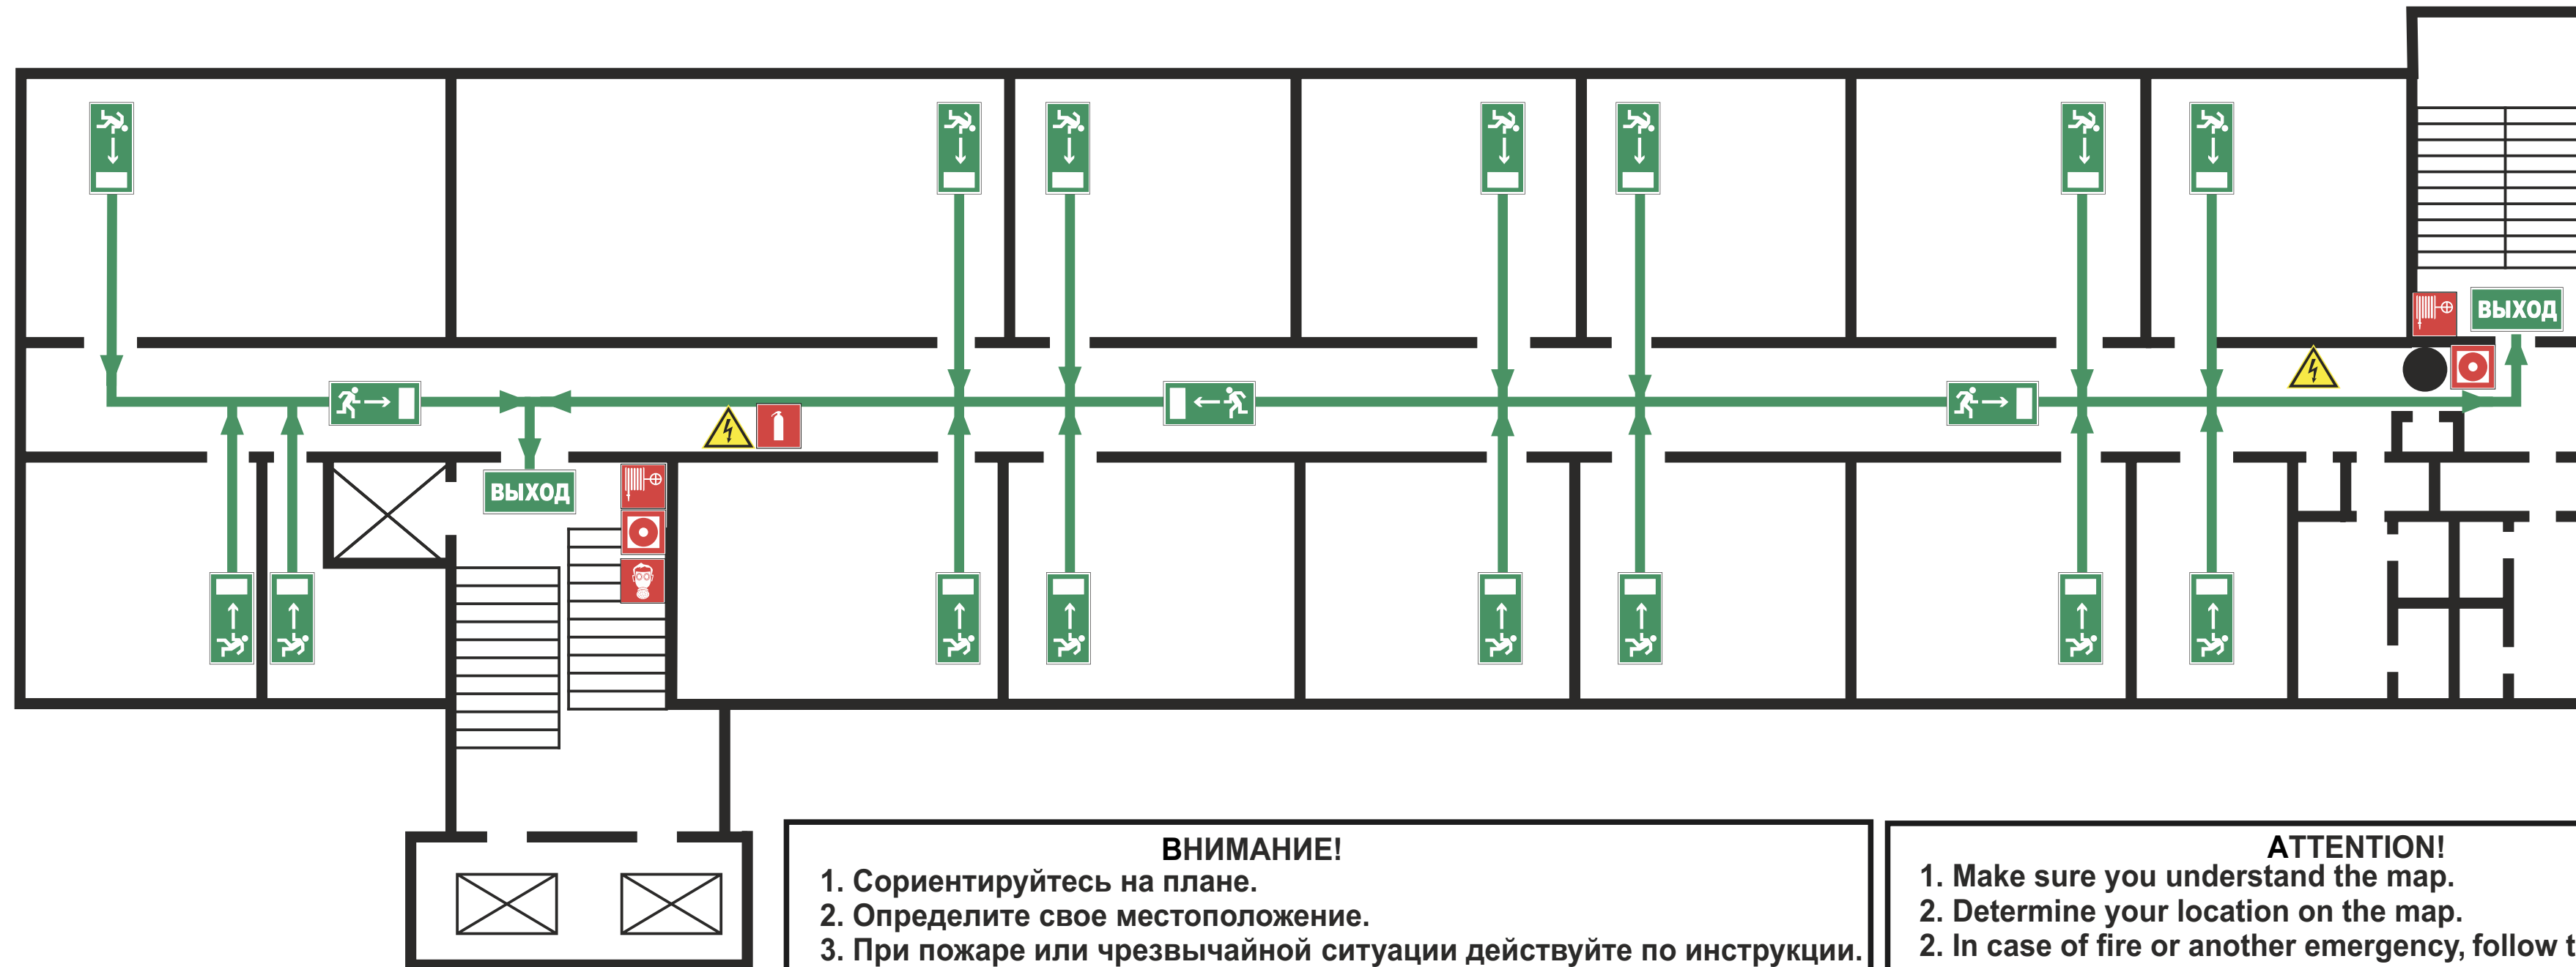 ВЫХОД
ВЫХОД
ВНИМАНИЕ!
1. Сориентируйтесь на плане.
2. Определите свое местоположение.
3. При пожаре или чрезвычайной ситуации действуйте по инструкции.
ATTENTION!
1. Make sure you understand the map.
2. Determine your location on the map.
2. In case of fire or another emergency, follow